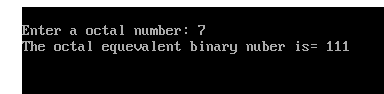 Enter a octal number: 7
The octal equevalent binary nuber is= 111